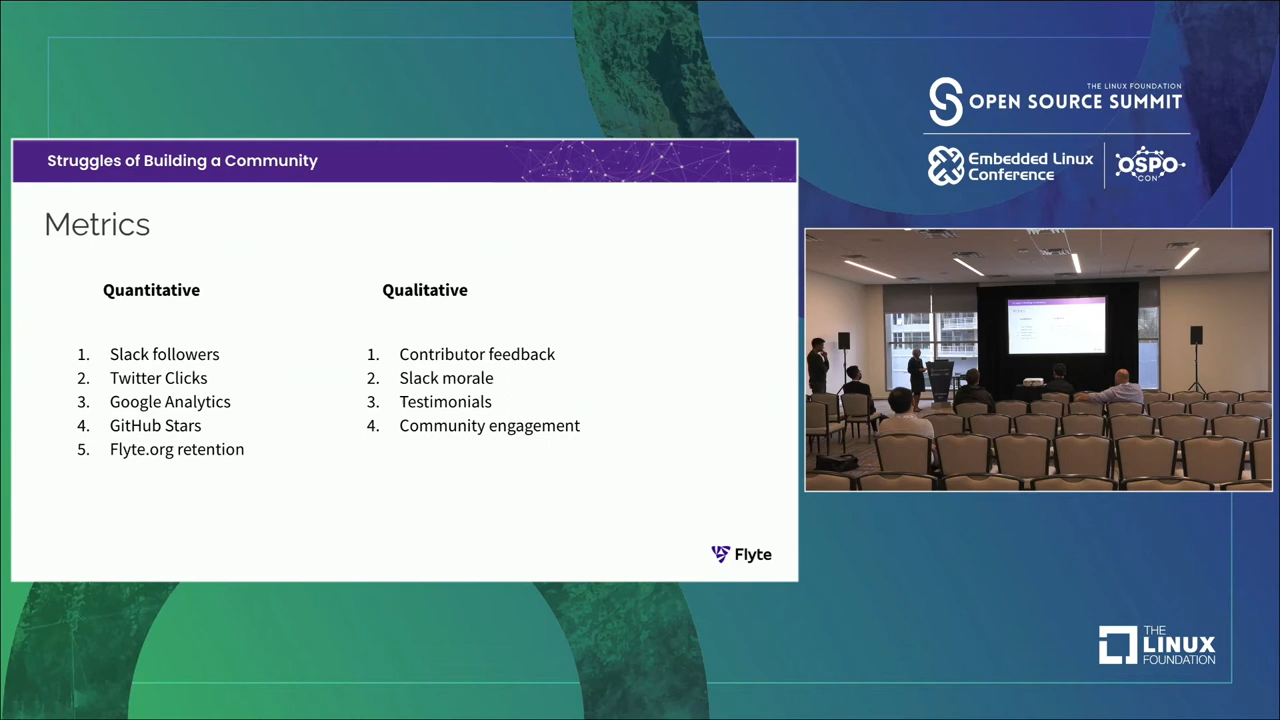 THE LINUX FOUNDATION
OPEN SOURCE SUMMIT
Embedded Linux
Conference
OSPO
CON
Struggles of Building a Community
Metrics
Quantitative
1. Slack followers
2. Twitter Clicks
3. Google Analytics
4. GitHub Stars
5. Flyte.org retention
Qualitative
1. Contributor feedback
2. Slack morale
3. Testimonials
4. Community engagement
Flyte
THE
LINUX
FOUNDATION